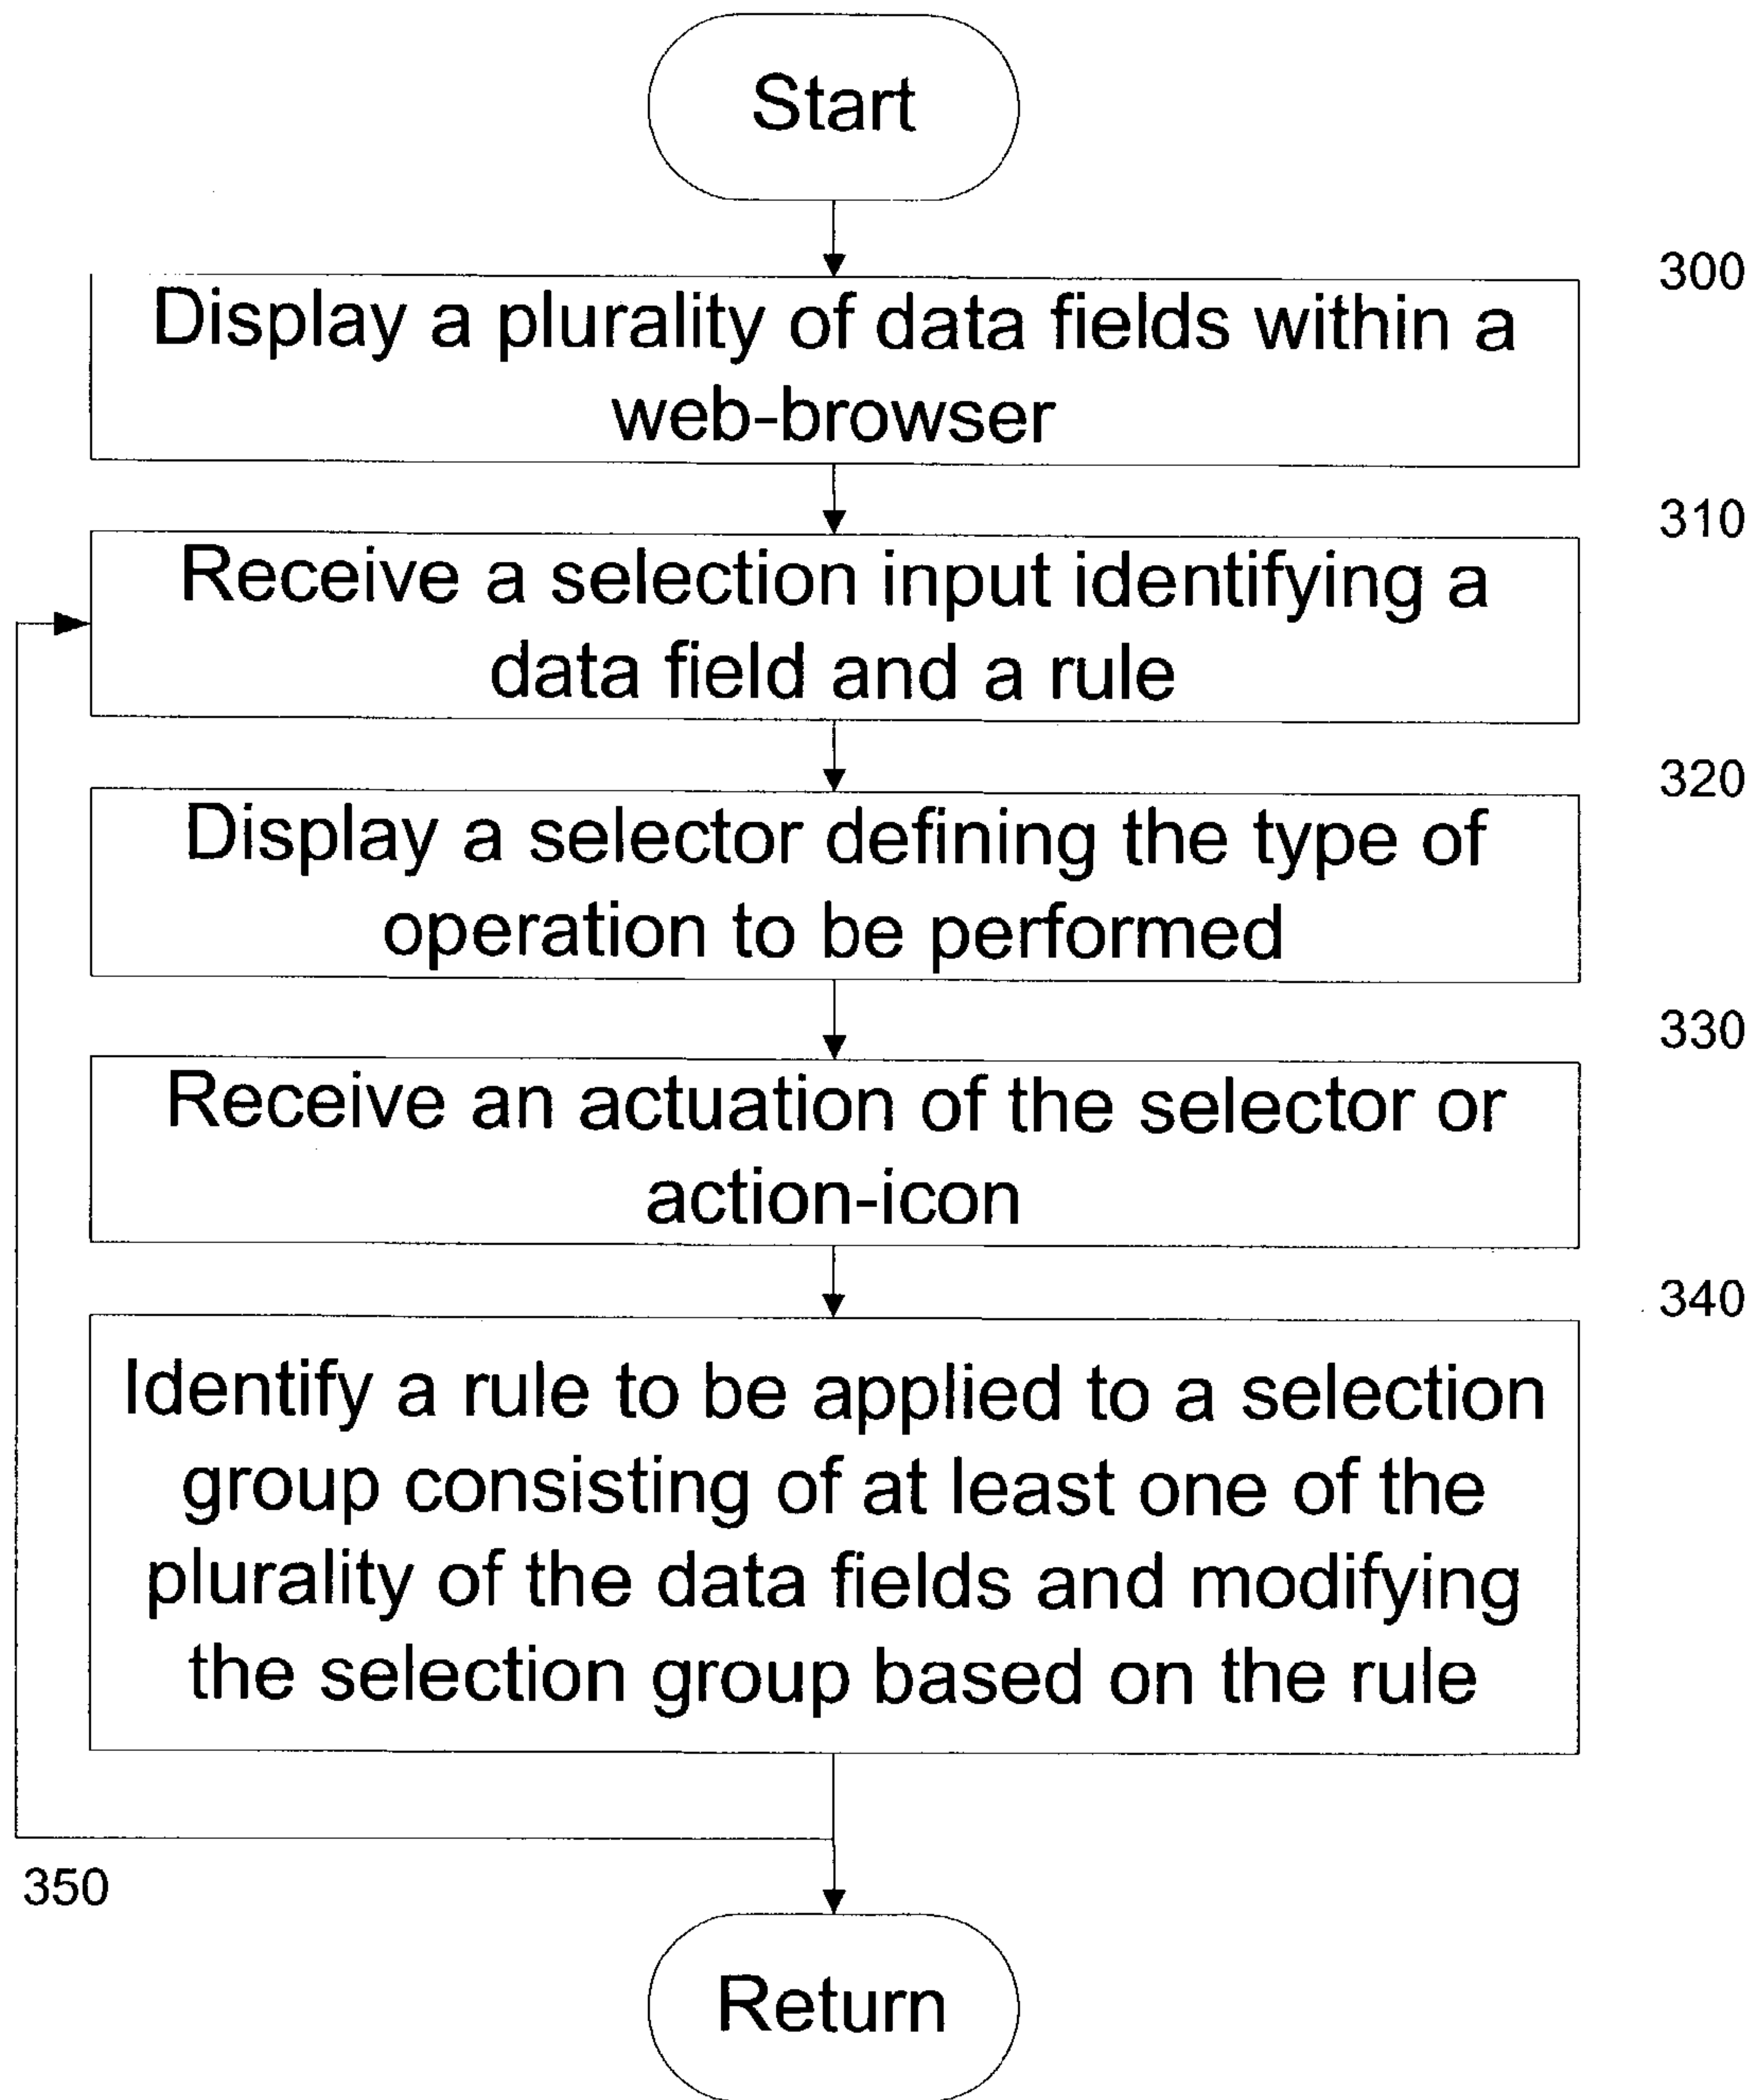 Start
300
Display a plurality of data fields within a
web-browser
310
Receive a selection input identifying a
data field and a rule
320
Display a selector defining the type of
operation to be performed
330
Receive an actuation of the selector or
action-icon
340
Identify a rule to be applied to a selection
group consisting of at least one of the
plurality of the data fields and modifying
the selection group based on the rule
350
Return